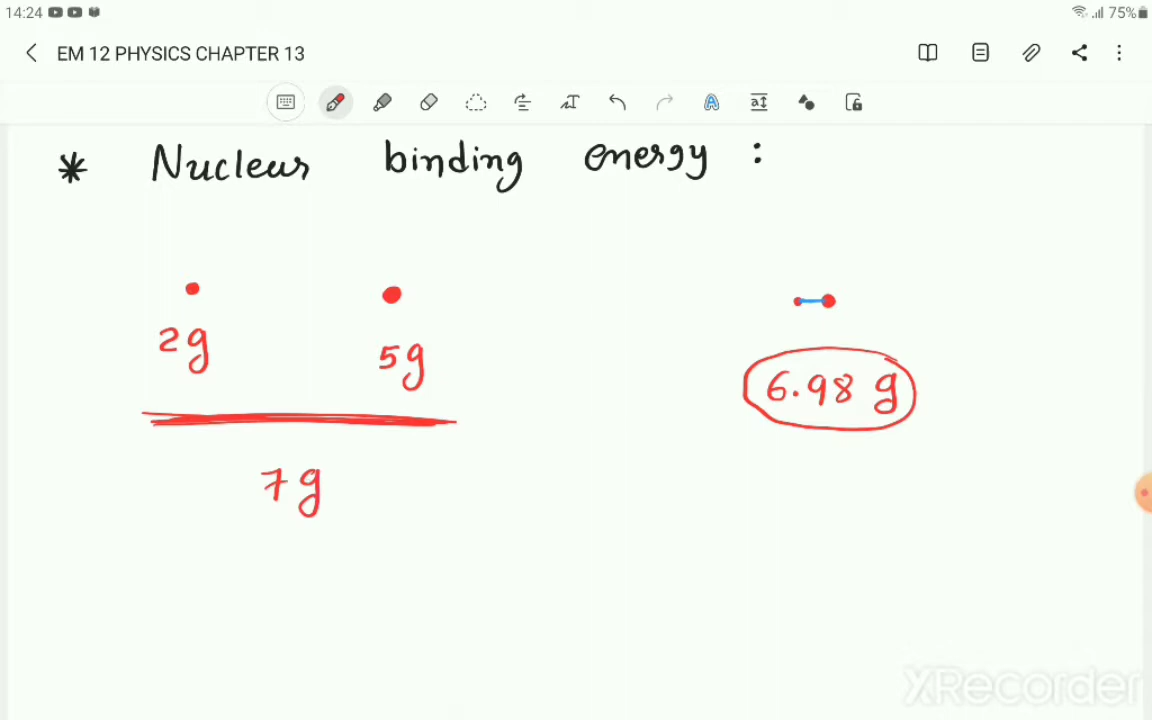 14:24 75%
EM 12 PHYSICS CHAPTER 13
* Nucleus binding energy :
2g 5g
6.98 g
7g
XRecorder